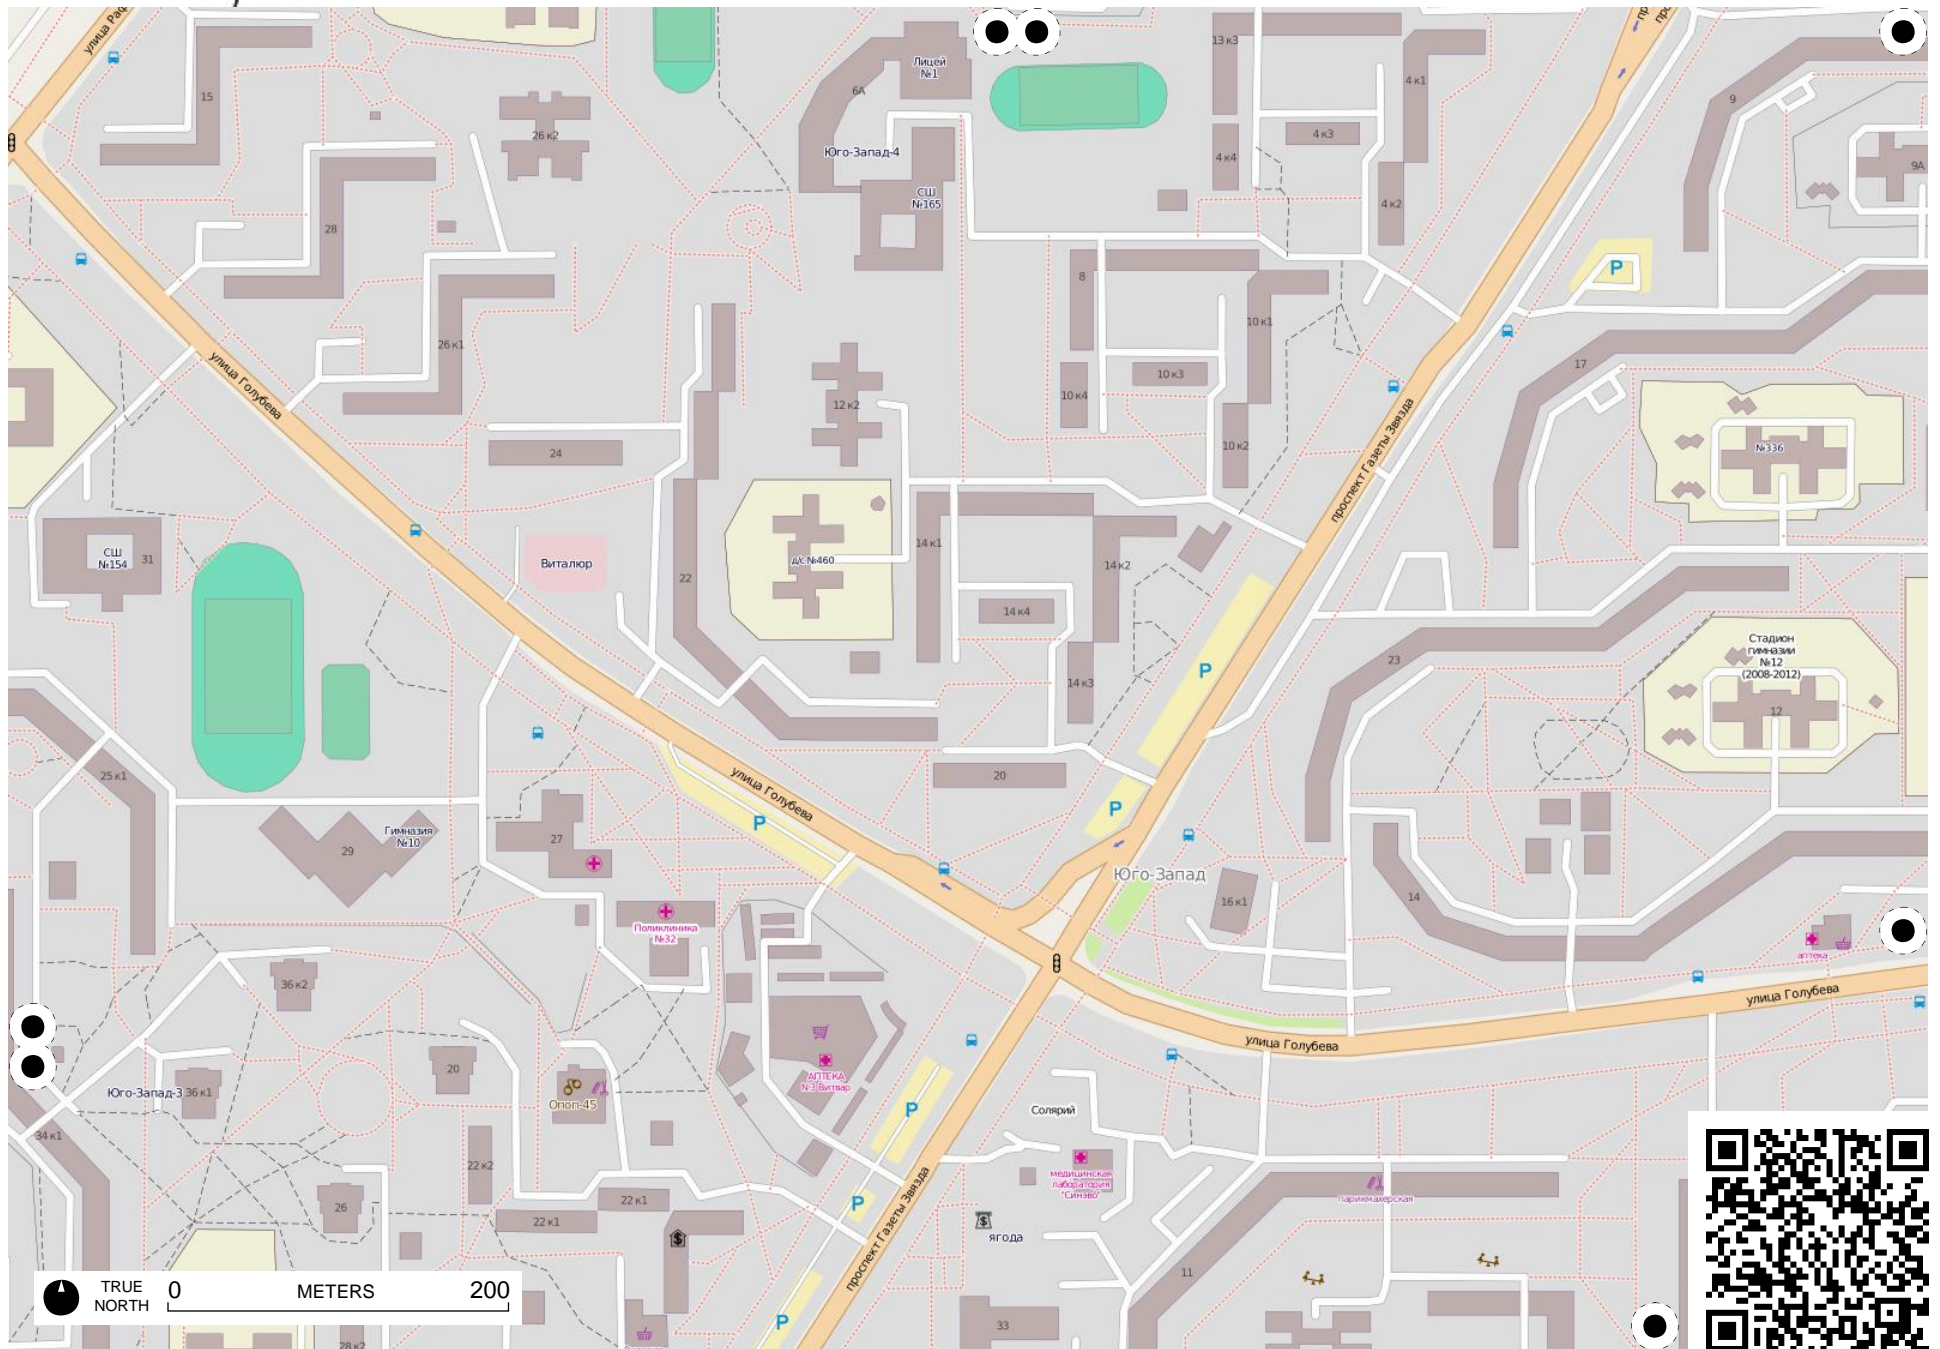 15
6А
Лицей
№1
13 к3
4 к1
4 к3
4 к4
4 к2
9
9А
26 к2
Юго-Запад-4
СШ
№165
28
8
P
10 к1
26 к1
улица Голубева
17
10 к3
10 к4
12 к2
10 к2
24
проспект Газеты Звязда
№336
СШ
№154
31
Виталюр
22
д/с №460
14 к1
14 к2
14 к4
14 к3
P
23
Стадион
гимназии
№12
(2008-2012)
12
25 к1
улица Голубева
20
P
P
Гимназия
№10
29
27
Юго-Запад
16 к1
14
Поликлиника
№32
аптека
36 к2
улица Голубева
улица Голубева
20
АПТЕКА
№3 Витвар
Юго-Запад-3
36 к1
Опоп-45
P
Солярий
34 к1
22 к2
медицинская
лаборатория
"Синэво"
парикмахерская
26
22 к1
22 к1
P
проспект Газеты Звязда
ягода
11
TRUE
NORTH
0
METERS
200
P
33
28 к2